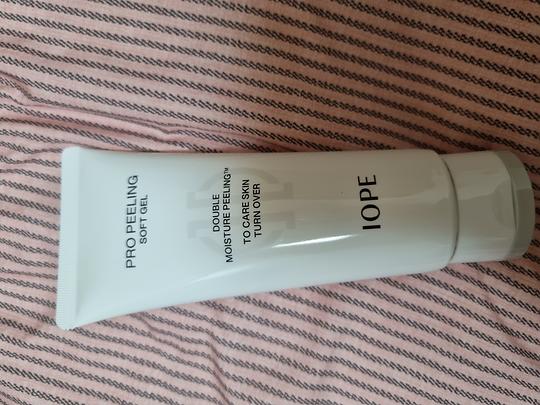 PRO PEELING
SOFT GEL
DOUBLE
MOISTURE PEELING™
TO CARE SKIN
TURN OVER
IOPE